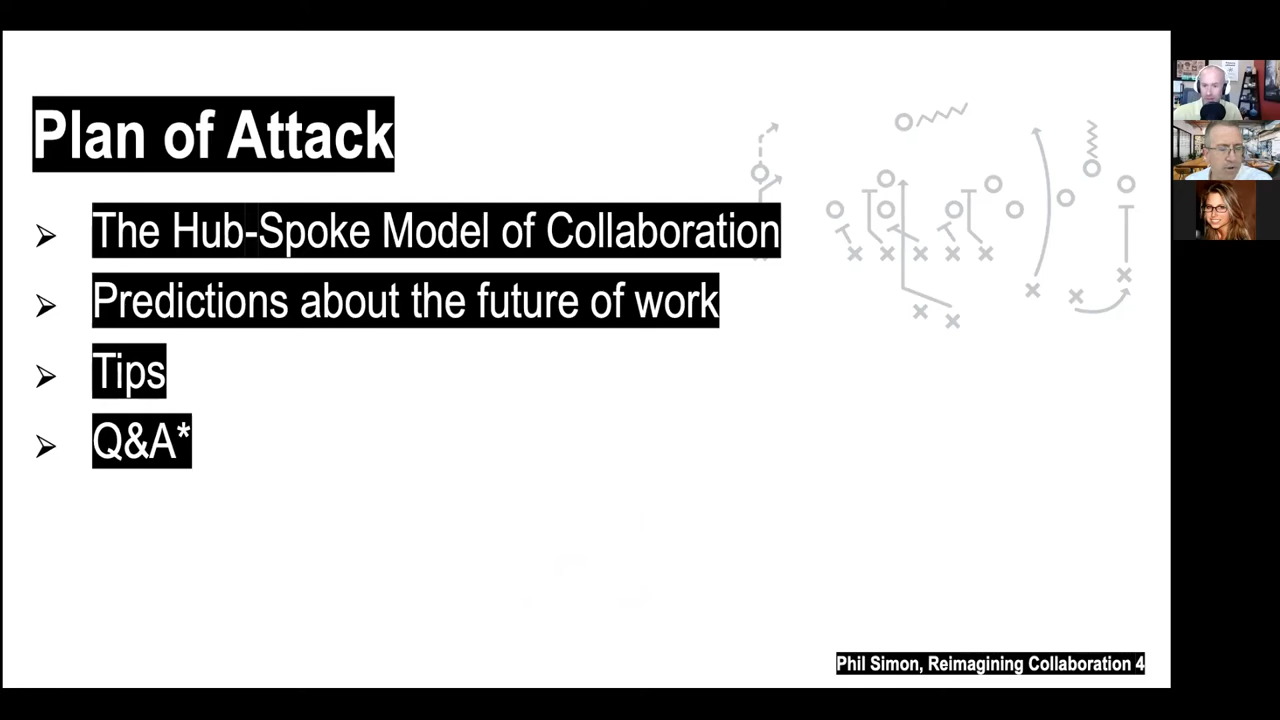 Plan of Attack
The Hub-Spoke Model of Collaboration
Predictions about the future of work
Tips
Q&A*
Phil Simon, Reimagining Collaboration 4